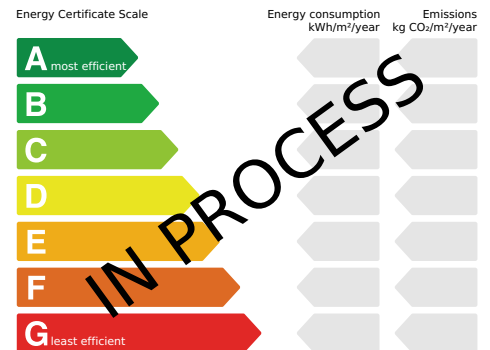 Energy Certificate Scale
Energy consumption
kWh/m²/year
Emissions
kg CO₂/m²/year
A most efficient
B
C
D
E
F
G least efficient
IN PROCESS